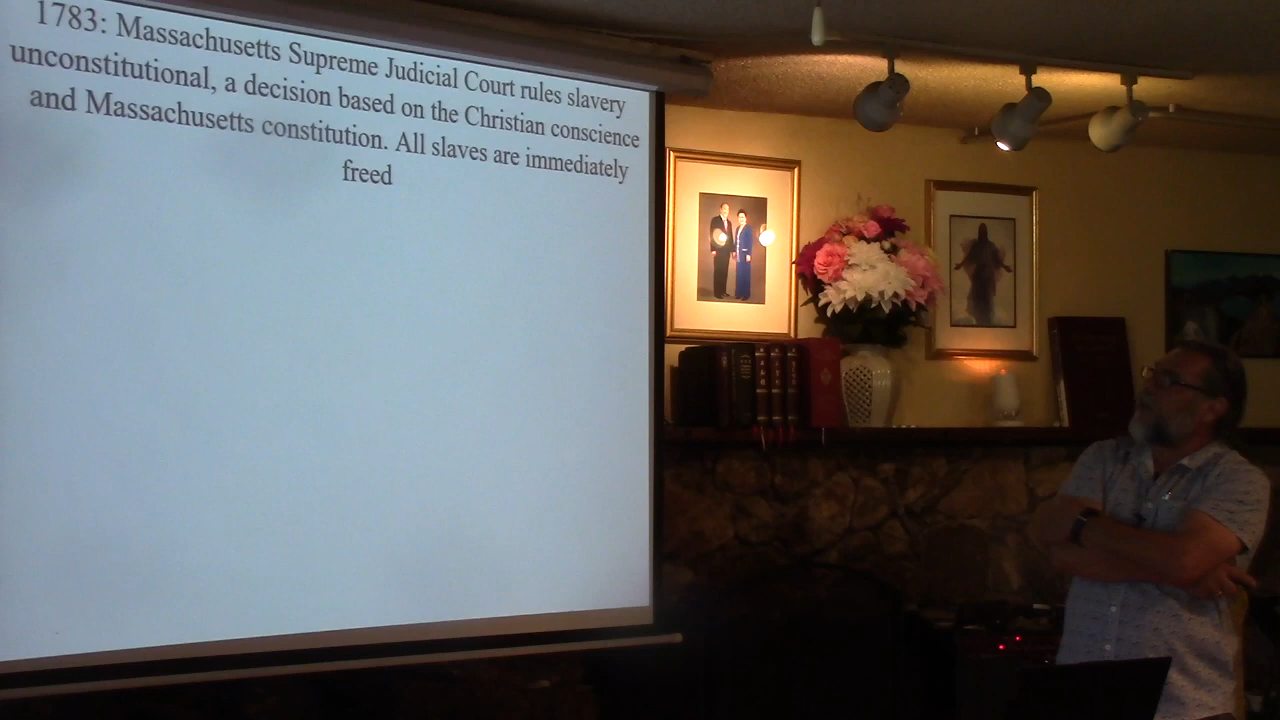 1783: Massachusetts Supreme Judicial Court rules slavery
unconstitutional, a decision based on the Christian conscience
and Massachusetts constitution. All slaves are immediately
freed